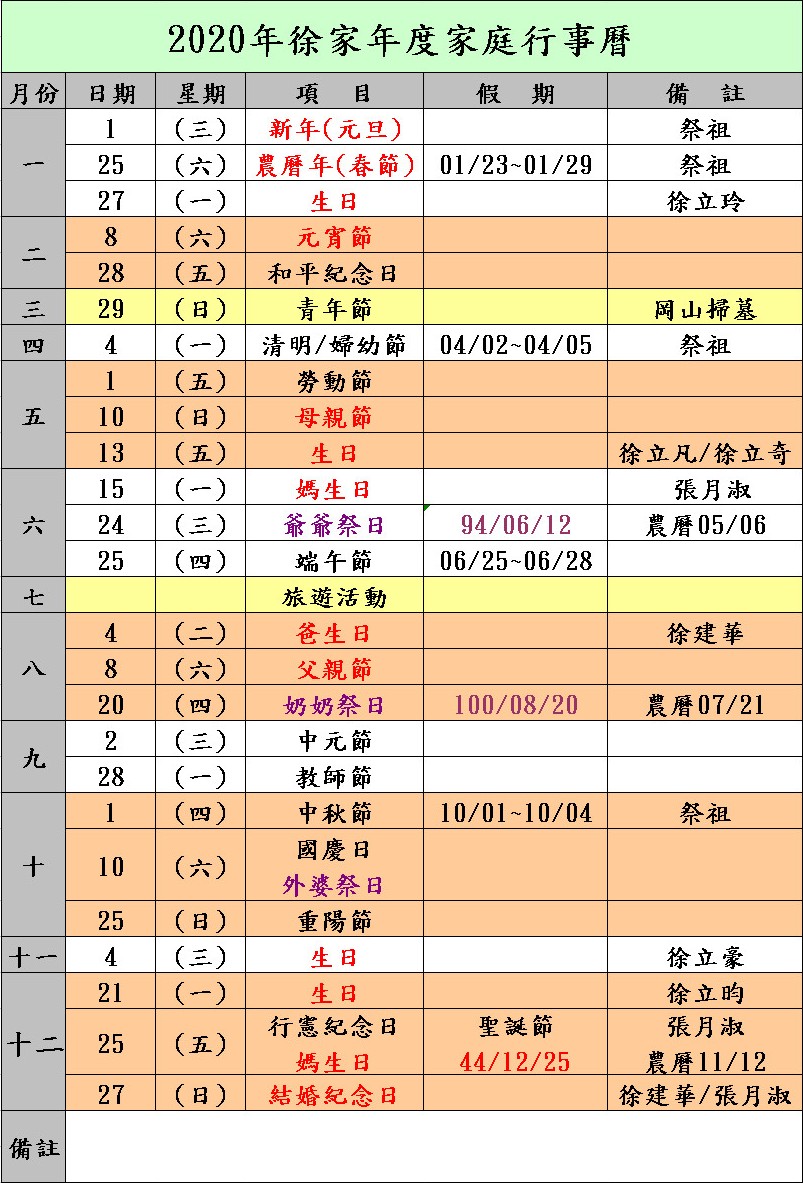 2020年徐家年度家庭行事曆
月份 日期 星期 項 目 假 期 備 註
一 1 (三) 新年(元旦) 祭祖
25 (六) 農曆年(春節) 01/23~01/29 祭祖
27 (一) 生日 徐立玲
二 8 (六) 元宵節
28 (五) 和平紀念日
三 29 (日) 青年節 岡山掃墓
四 4 (一) 清明/婦幼節 04/02~04/05 祭祖
五 1 (五) 勞動節
10 (日) 母親節
13 (五) 生日 徐立凡/徐立奇
六 15 (一) 媽生日 張月淑
24 (三) 爺爺祭日 94/06/12 農曆05/06
25 (四) 端午節 06/25~06/28
七 旅遊活動
八 4 (二) 爸生日 徐建華
8 (六) 父親節
20 (四) 奶奶祭日 100/08/20 農曆07/21
九 2 (三) 中元節
28 (一) 教師節
十 1 (四) 中秋節 10/01~10/04 祭祖
10 (六) 國慶日
外婆祭日
25 (日) 重陽節
十一 4 (三) 生日 徐立豪
十二 21 (一) 生日 徐立昀
25 (五) 行憲紀念日 聖誕節 張月淑
媽生日 44/12/25 農曆11/12
27 (日) 結婚紀念日 徐建華/張月淑
備註